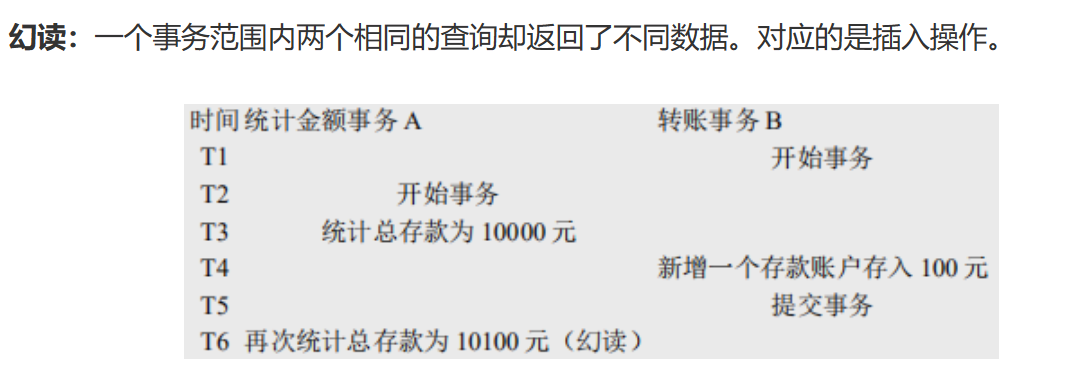 幻读：一个事务范围内两个相同的查询却返回了不同数据。对应的是插入操作。
时间 统计金额事务 A 转账事务 B
T1 开始事务
T2 开始事务
T3 统计总存款为 10000 元
T4 新增一个存款账户存入 100 元
T5 提交事务
T6 再次统计总存款为 10100 元（幻读）